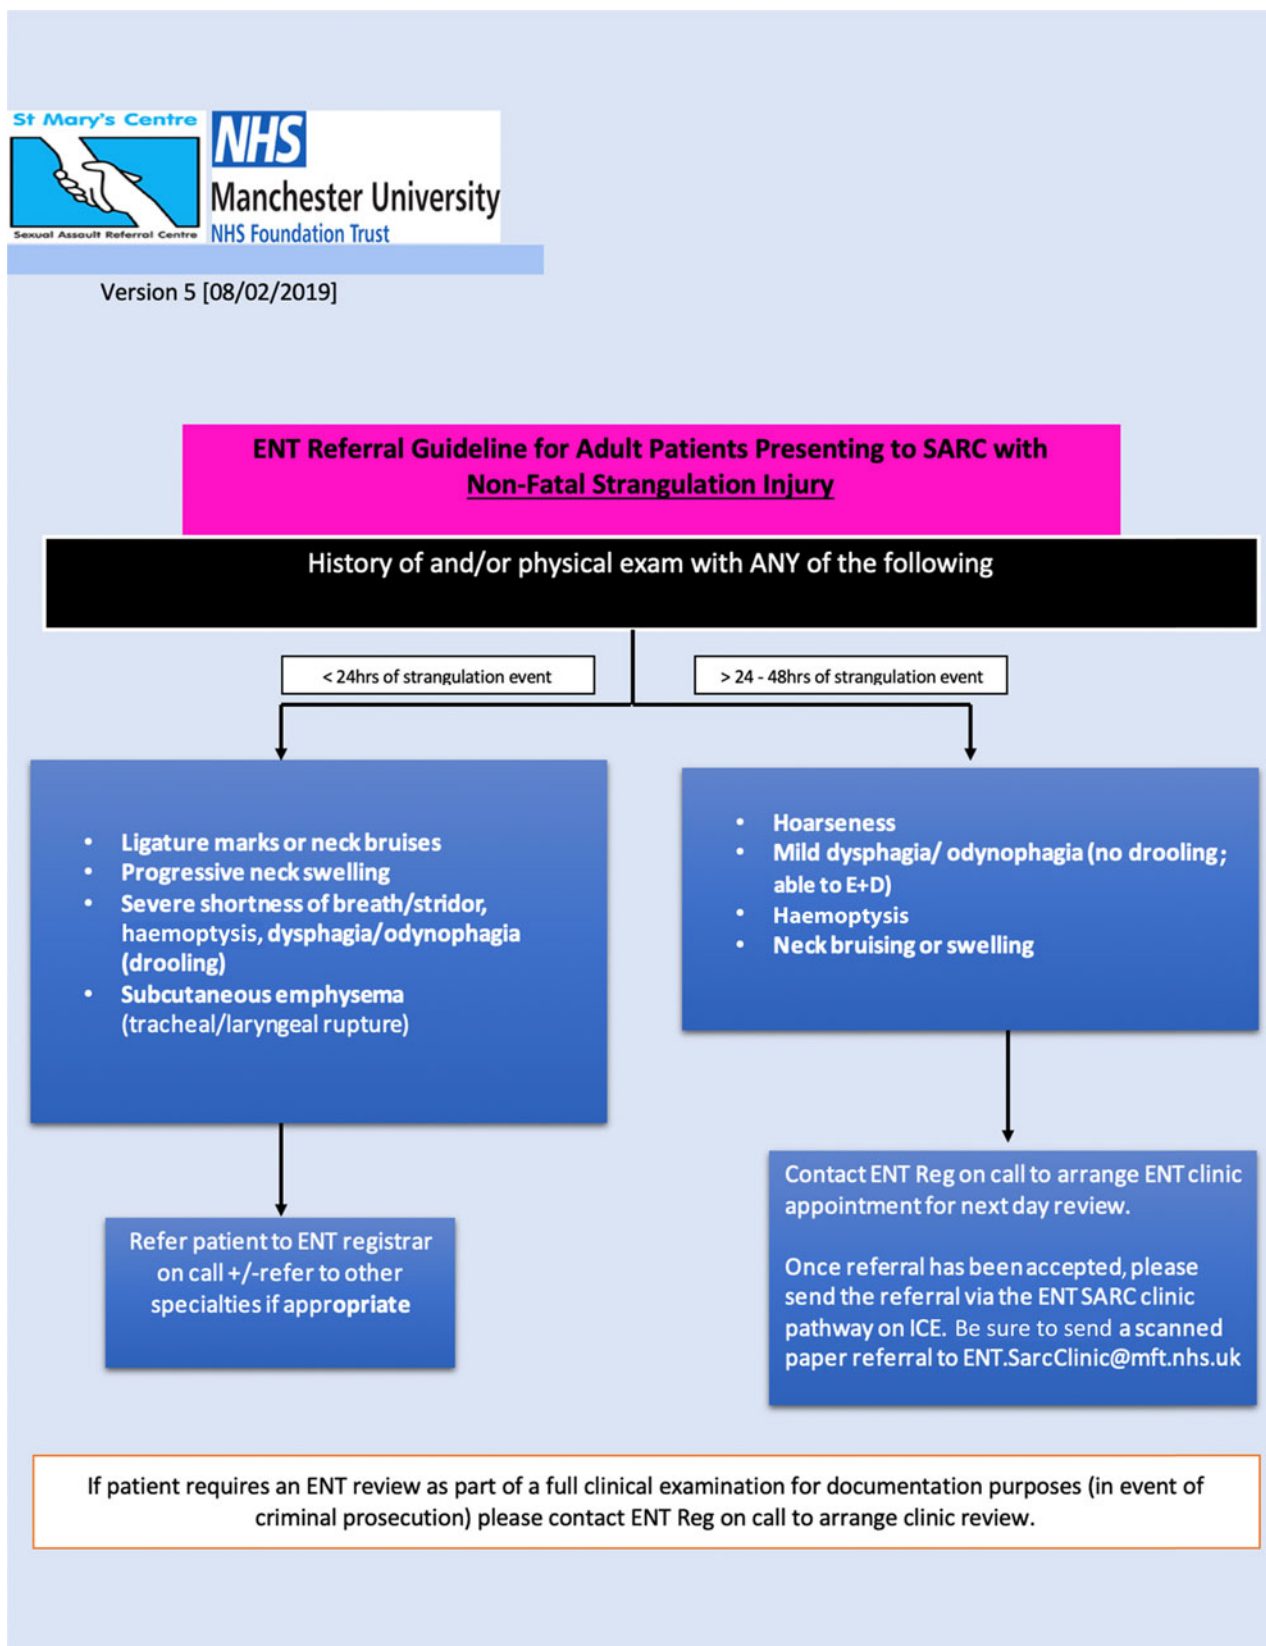 St Mary's Centre
Sexual Assault Referral Centre
NHS
Manchester University
NHS Foundation Trust
Version 5 [08/02/2019]
ENT Referral Guideline for Adult Patients Presenting to SARC with
Non-Fatal Strangulation Injury
History of and/or physical exam with ANY of the following
< 24hrs of strangulation event
> 24 - 48hrs of strangulation event
• Ligature marks or neck bruises
• Progressive neck swelling
• Severe shortness of breath/stridor,
haemoptysis, dysphagia/odynophagia
(drooling)
• Subcutaneous emphysema
(tracheal/laryngeal rupture)
• Hoarseness
• Mild dysphagia/ odynophagia (no drooling;
able to E+D)
• Haemoptysis
• Neck bruising or swelling
Refer patient to ENT registrar
on call +/-refer to other
specialties if appropriate
Contact ENT Reg on call to arrange ENT clinic
appointment for next day review.
Once referral has been accepted, please
send the referral via the ENT SARC clinic
pathway on ICE. Be sure to send a scanned
paper referral to ENT.SarcClinic@mft.nhs.uk
If patient requires an ENT review as part of a full clinical examination for documentation purposes (in event of
criminal prosecution) please contact ENT Reg on call to arrange clinic review.